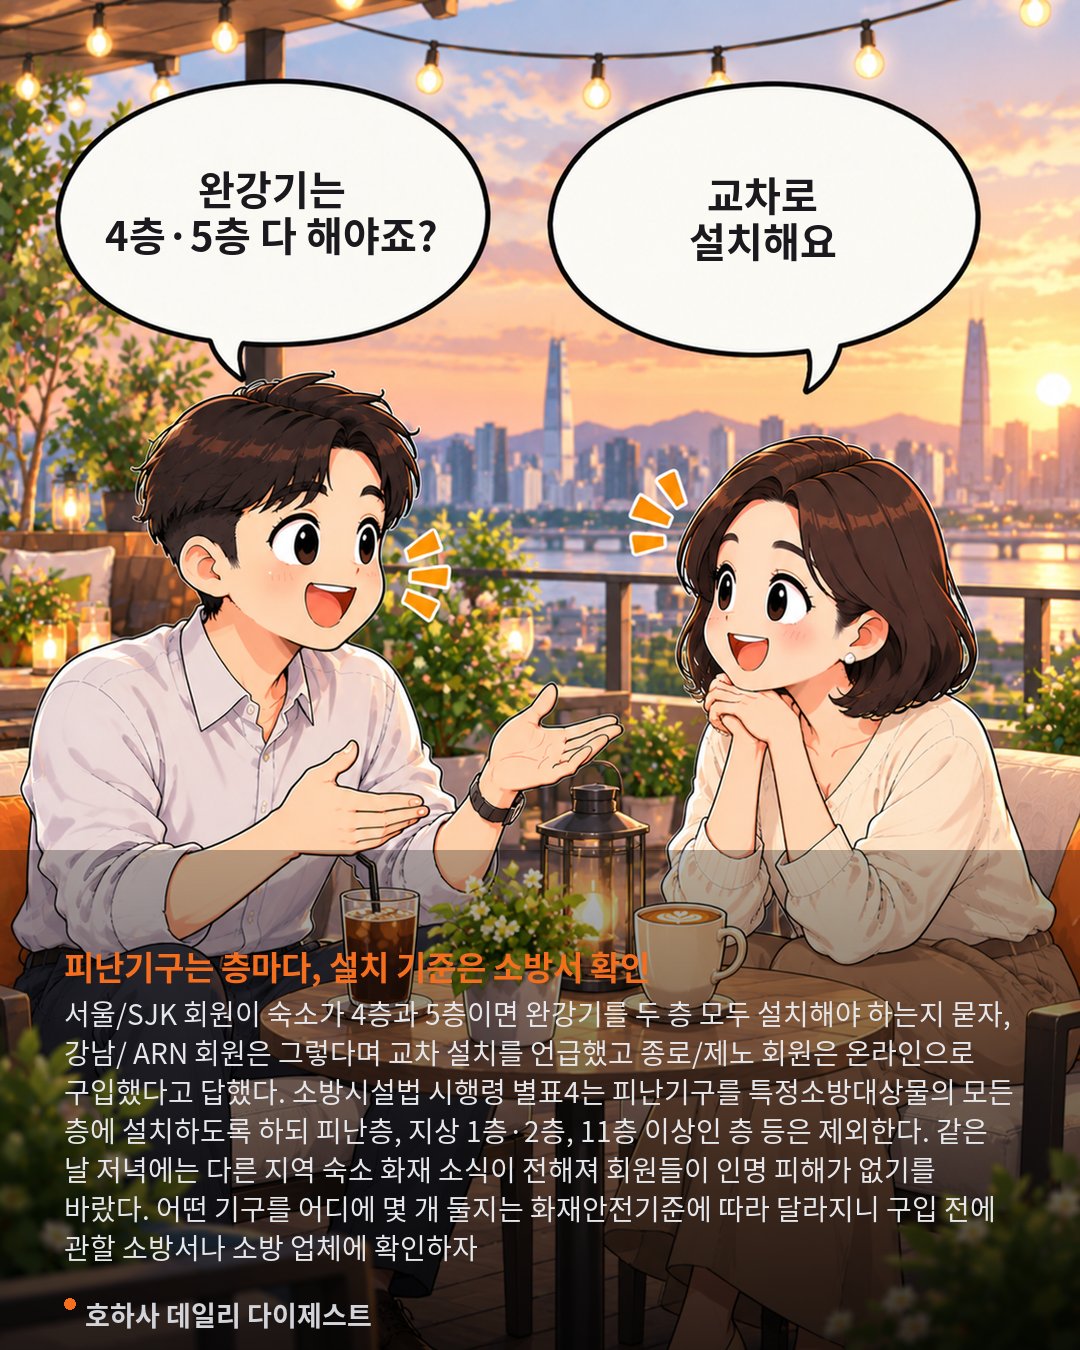 완강기는
4층·5층 다 해야죠?
교차로
설치해요
피난기구는 층마다, 설치 기준은 소방서 확인
서울/SJK 회원이 숙소가 4층과 5층이면 완강기를 두 층 모두 설치해야 하는지 묻자,
강남/ ARN 회원은 그렇다며 교차 설치를 언급했고 종로/제노 회원은 온라인으로
구입했다고 답했다. 소방시설법 시행령 별표4는 피난기구를 특정소방대상물의 모든
층에 설치하도록 하되 피난층, 지상 1층·2층, 11층 이상인 층 등은 제외한다. 같은
날 저녁에는 다른 지역 숙소 화재 소식이 전해져 회원들이 인명 피해가 없기를
바랐다. 어떤 기구를 어디에 몇 개 둘지는 화재안전기준에 따라 달라지니 구입 전에
관할 소방서나 소방 업체에 확인하자
호하사 데일리 다이제스트